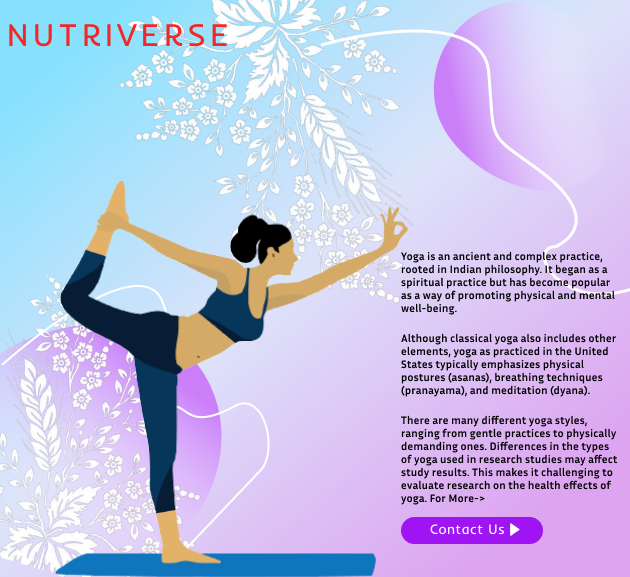 NUTRIVERSE
Yoga is an ancient and complex practice,
rooted in Indian philosophy. It began as a
spiritual practice but has become popular
as a way of promoting physical and mental
well-being.
Although classical yoga also includes other
elements, yoga as practiced in the United
States typically emphasizes physical
postures (asanas), breathing techniques
(pranayama), and meditation (dyana).
There are many different yoga styles,
ranging from gentle practices to physically
demanding ones. Differences in the types
of yoga used in research studies may affect
study results. This makes it challenging to
evaluate research on the health effects of
yoga. For More->
Contact Us